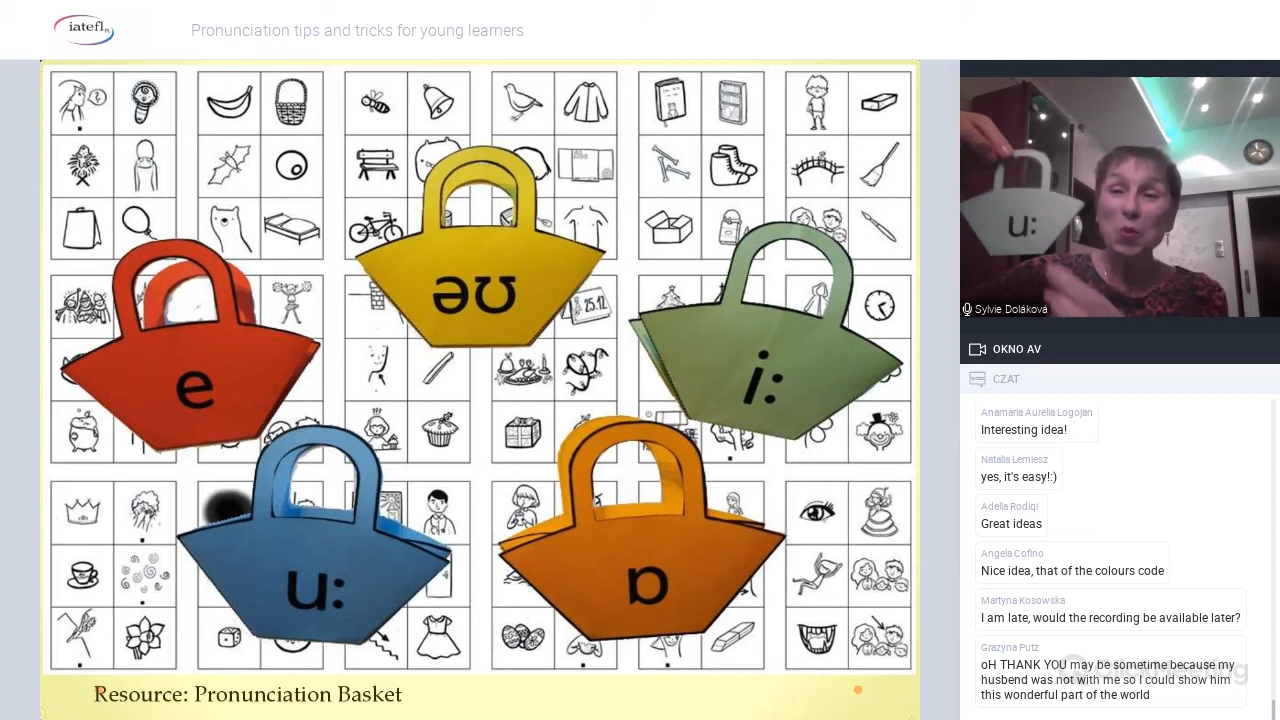 iatefl PL
Pronunciation tips and tricks for young learners
əʊ
25.12
e
i:
u:
ɒ
Resource: Pronunciation Basket
u:
Sylvie Doláková
OKNO AV
CZAT
Anamaria Aurelia Logojan
Interesting idea!
Natalia Lemiesz
yes, it's easy!:)
Adella Rodiqi
Great ideas
Angela Cofino
Nice idea, that of the colours code
Martyna Kosowska
I am late, would the recording be available later?
Grazyna Putz
oH THANK YOU may be sometime because my
husbend was not with me so I could show him
this wonderful part of the world